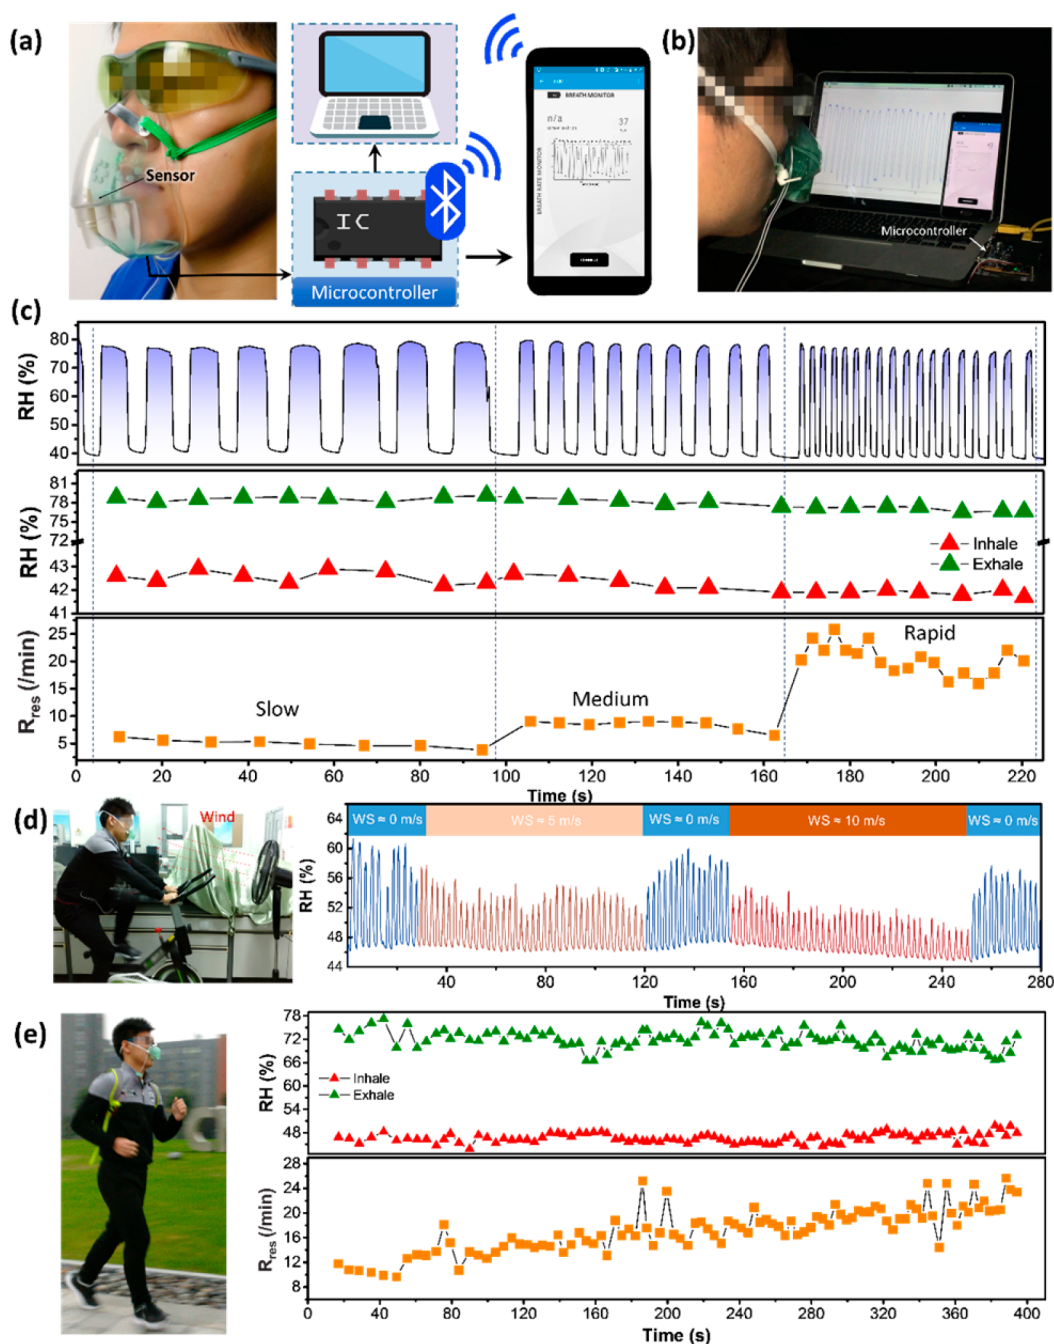 (a)
Sensor
IC
Microcontroller
BREATH MONITOR
n/a
37
BREATH RATE MONITOR
(b)
Microcontroller
(c)
RH (%)
80
70
60
50
40
RH (%)
81
78
75
72
43
42
41
Inhale
Exhale
R_res (/min)
25
20
15
10
5
Slow
Medium
Rapid
0 20 40 60 80 100 120 140 160 180 200 220
Time (s)
(d)
Wind
WS ≈ 0 m/s
WS ≈ 5 m/s
WS ≈ 0 m/s
WS ≈ 10 m/s
WS ≈ 0 m/s
RH (%)
64
60
56
52
48
44
40 80 120 160 200 240 280
Time (s)
(e)
RH (%)
78
72
66
60
54
48
Inhale
Exhale
R_res (/min)
28
24
20
16
12
8
0 40 80 120 160 200 240 280 320 360 400
Time (s)